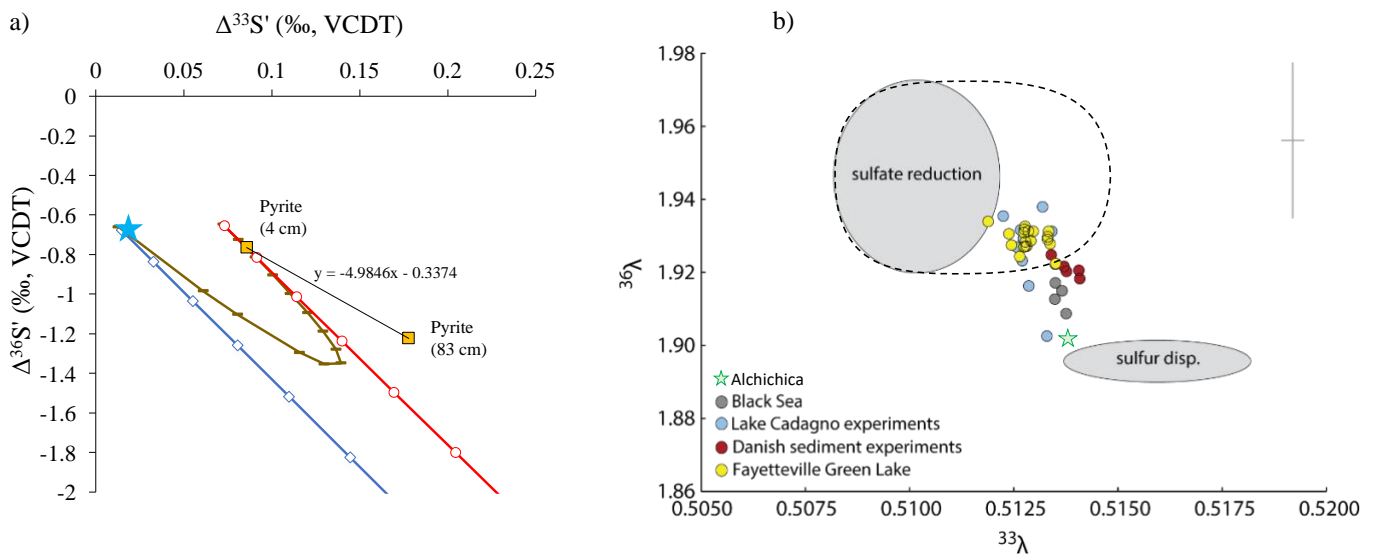 a)
Δ³³S' (‰, VCDT)
0 0.05 0.1 0.15 0.2 0.25
0
-0.2
-0.4
-0.6
-0.8
-1
-1.2
-1.4
-1.6
-1.8
-2
Δ³⁶S' (‰, VCDT)
Pyrite
(4 cm)
y = -4.9846x - 0.3374
Pyrite
(83 cm)
b)
1.98
1.96
1.94
1.92
1.90
1.88
1.86
³⁶λ
sulfate reduction
sulfur disp.
Alchichica
Black Sea
Lake Cadagno experiments
Danish sediment experiments
Fayetteville Green Lake
0.5050 0.5075 0.5100 0.5125 0.5150 0.5175 0.5200
³³λ